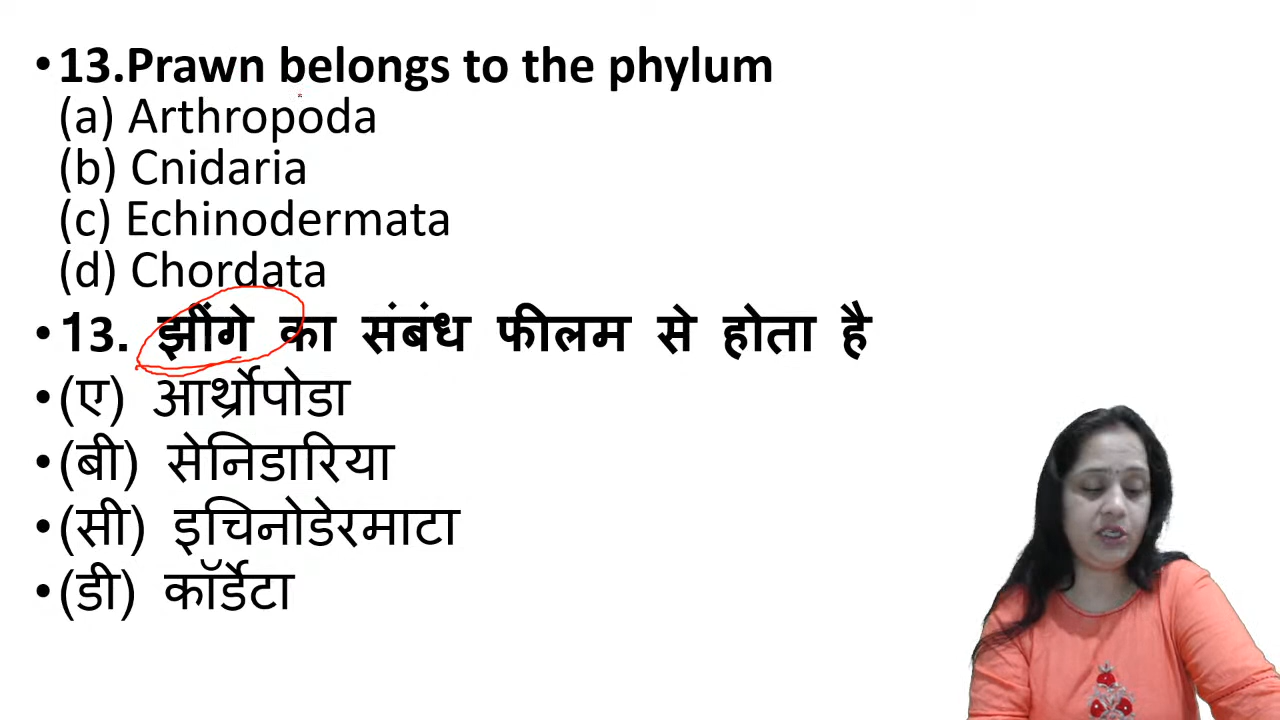 • 13.Prawn belongs to the phylum
(a) Arthropoda
(b) Cnidaria
(c) Echinodermata
(d) Chordata
• 13. झींगे का संबंध फीलम से होता है
• (ए) आर्थ्रोपोडा
• (बी) सेनिडारिया
• (सी) इचिनोडेरमाटा
• (डी) कॉर्डेटा